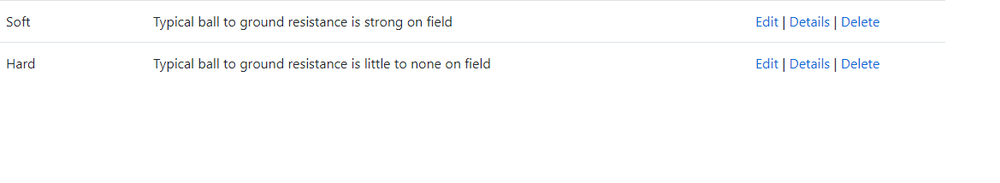 Soft Typical ball to ground resistance is strong on field Edit | Details | Delete
Hard Typical ball to ground resistance is little to none on field Edit | Details | Delete